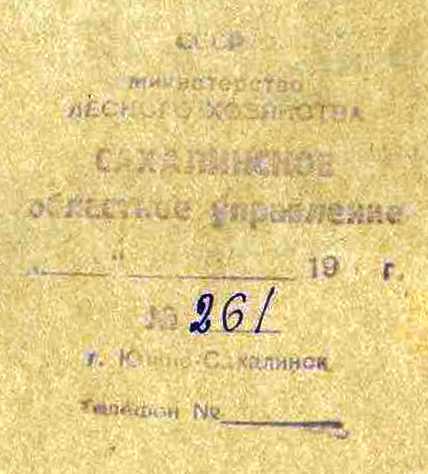 СССР
министерство
ЛЕСНОГО ХОЗЯЙСТВА
САХАЛИНСКОЕ
областное управление
„ “ 19 г.
№ 261
г. Южно-Сахалинск
Телефон №